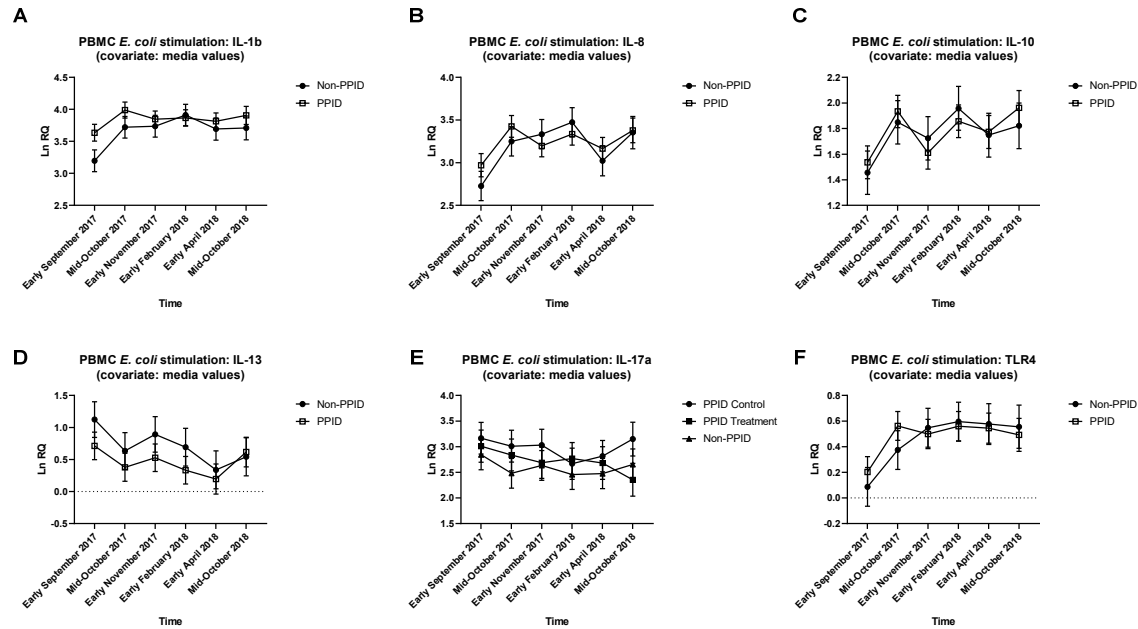 A
PBMC E. coli stimulation: IL-1b
(covariate: media values)
Ln RQ
4.5
4.0
3.5
3.0
2.5
Non-PPID
PPID
Early September 2017
Mid-October 2017
Early November 2017
Early February 2018
Early April 2018
Mid-October 2018
Time
B
PBMC E. coli stimulation: IL-8
(covariate: media values)
Ln RQ
4.0
3.5
3.0
2.5
Non-PPID
PPID
Early September 2017
Mid-October 2017
Early November 2017
Early February 2018
Early April 2018
Mid-October 2018
Time
C
PBMC E. coli stimulation: IL-10
(covariate: media values)
Ln RQ
2.2
2.0
1.8
1.6
1.4
1.2
Non-PPID
PPID
Early September 2017
Mid-October 2017
Early November 2017
Early February 2018
Early April 2018
Mid-October 2018
Time
D
PBMC E. coli stimulation: IL-13
(covariate: media values)
Ln RQ
1.5
1.0
0.5
0.0
-0.5
Non-PPID
PPID
Early September 2017
Mid-October 2017
Early November 2017
Early February 2018
Early April 2018
Mid-October 2018
Time
E
PBMC E. coli stimulation: IL-17a
(covariate: media values)
Ln RQ
4.0
3.5
3.0
2.5
2.0
1.5
PPID Control
PPID Treatment
Non-PPID
Early September 2017
Mid-October 2017
Early November 2017
Early February 2018
Early April 2018
Mid-October 2018
Time
F
PBMC E. coli stimulation: TLR4
(covariate: media values)
Ln RQ
0.8
0.6
0.4
0.2
0.0
-0.2
Non-PPID
PPID
Early September 2017
Mid-October 2017
Early November 2017
Early February 2018
Early April 2018
Mid-October 2018
Time